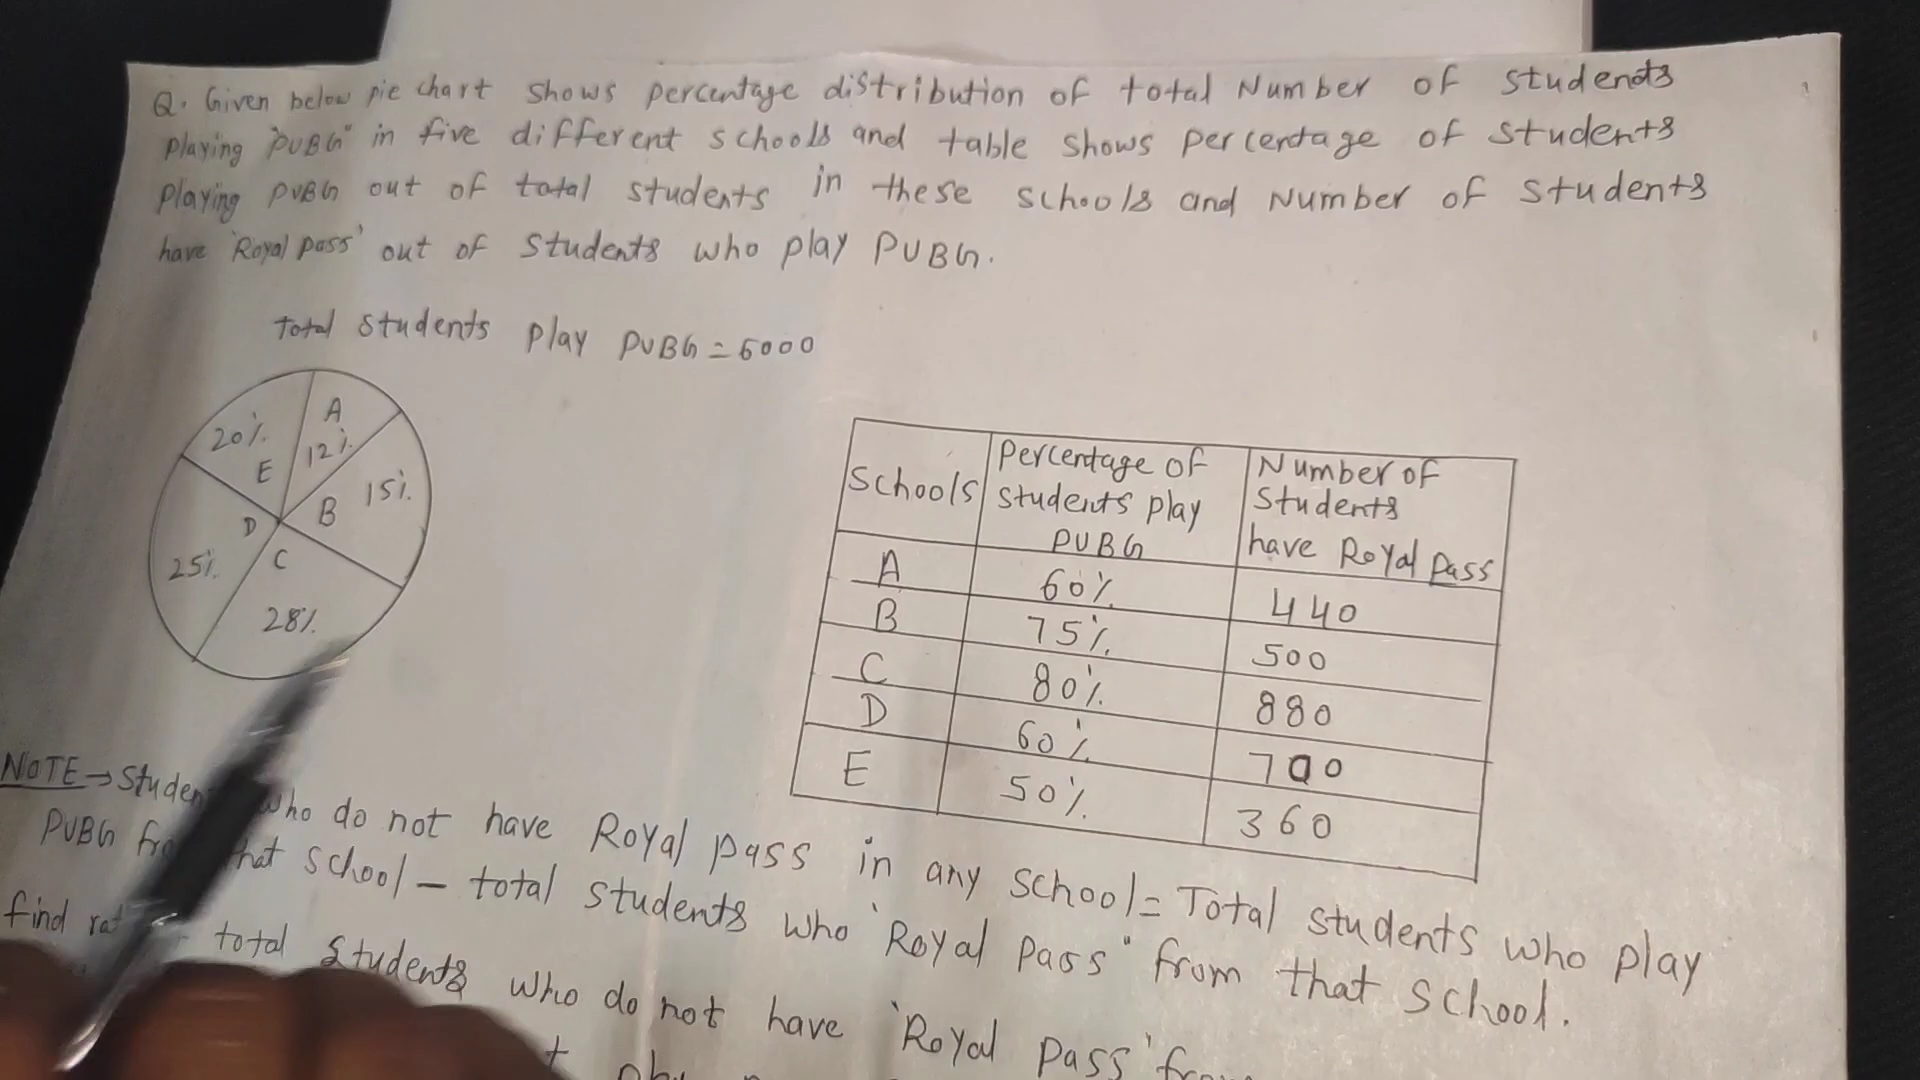 Q. Given below pie chart shows percentage distribution of total Number of students
Playing "PUBG" in five different schools and table shows percentage of students
Playing PUBG out of total students in these schools and Number of students
have 'Royal pass' out of students who play PUBG.
Total students play PUBG = 6000
A
12%
15%
B
C
28%
D
25%
20%
E
Schools Percentage of students play PUBG Number of Students have Royal pass
A 60% 440
B 75% 500
C 80% 880
D 60% 700
E 50% 360
NOTE → who do not have Royal pass in any school = Total students who play
PUBG that school – total students who 'Royal pass" from that school.
find total students who do not have 'Royal pass'